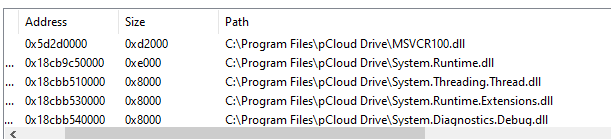 Address Size Path
0x5d2d0000 0xd2000 C:\Program Files\pCloud Drive\MSVCR100.dll
... 0x18cb9c50000 0xe000 C:\Program Files\pCloud Drive\System.Runtime.dll
... 0x18cbb510000 0x8000 C:\Program Files\pCloud Drive\System.Threading.Thread.dll
... 0x18cbb530000 0x8000 C:\Program Files\pCloud Drive\System.Runtime.Extensions.dll
... 0x18cbb540000 0x8000 C:\Program Files\pCloud Drive\System.Diagnostics.Debug.dll